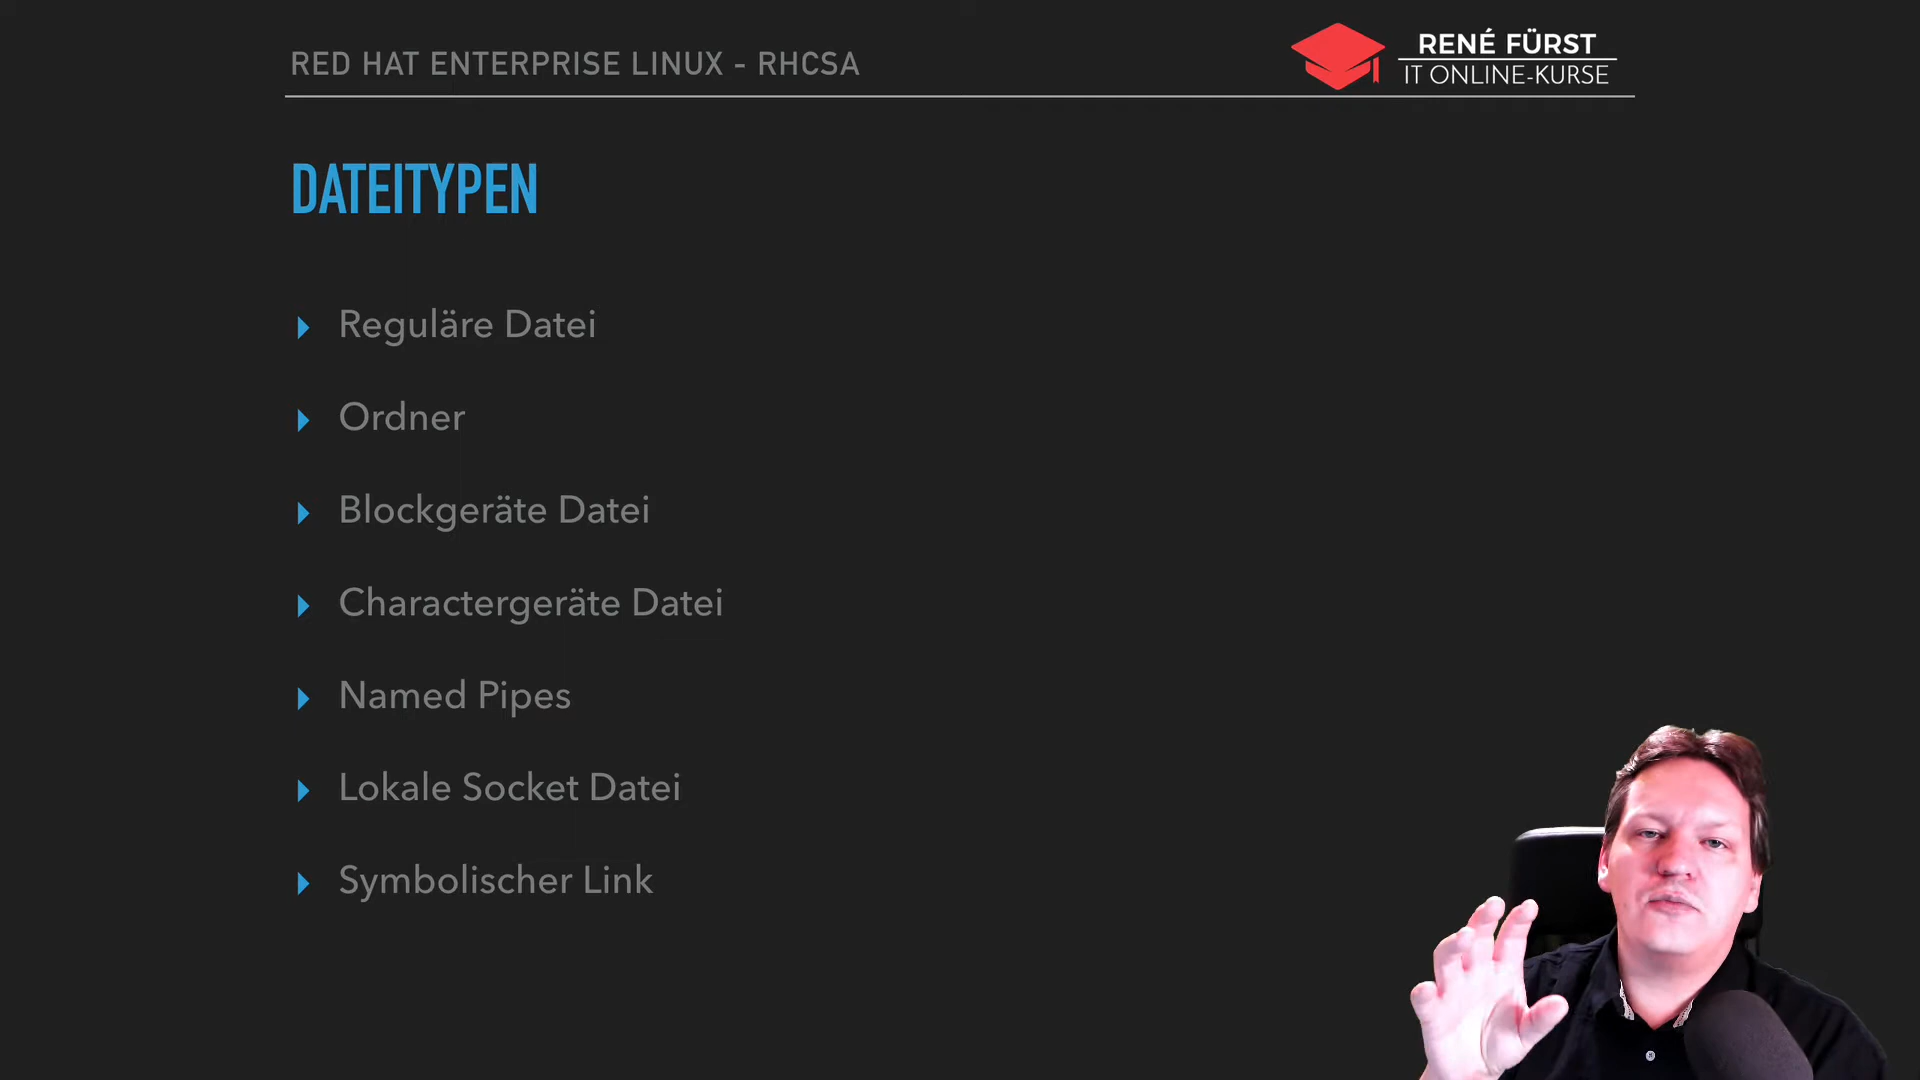 RED HAT ENTERPRISE LINUX - RHCSA
RENÉ FÜRST
IT ONLINE-KURSE
DATEITYPEN
Reguläre Datei
Ordner
Blockgeräte Datei
Charactergeräte Datei
Named Pipes
Lokale Socket Datei
Symbolischer Link